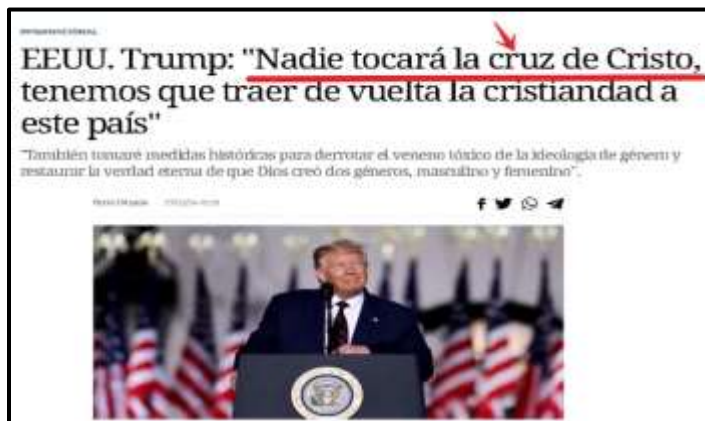 EEUU. Trump: "Nadie tocará la cruz de Cristo,
tenemos que traer de vuelta la cristiandad a
este país"
"También tomaré medidas históricas para derrotar el veneno tóxico de la ideología de género y
restaurar la verdad eterna de que Dios creó dos géneros, masculino y femenino".